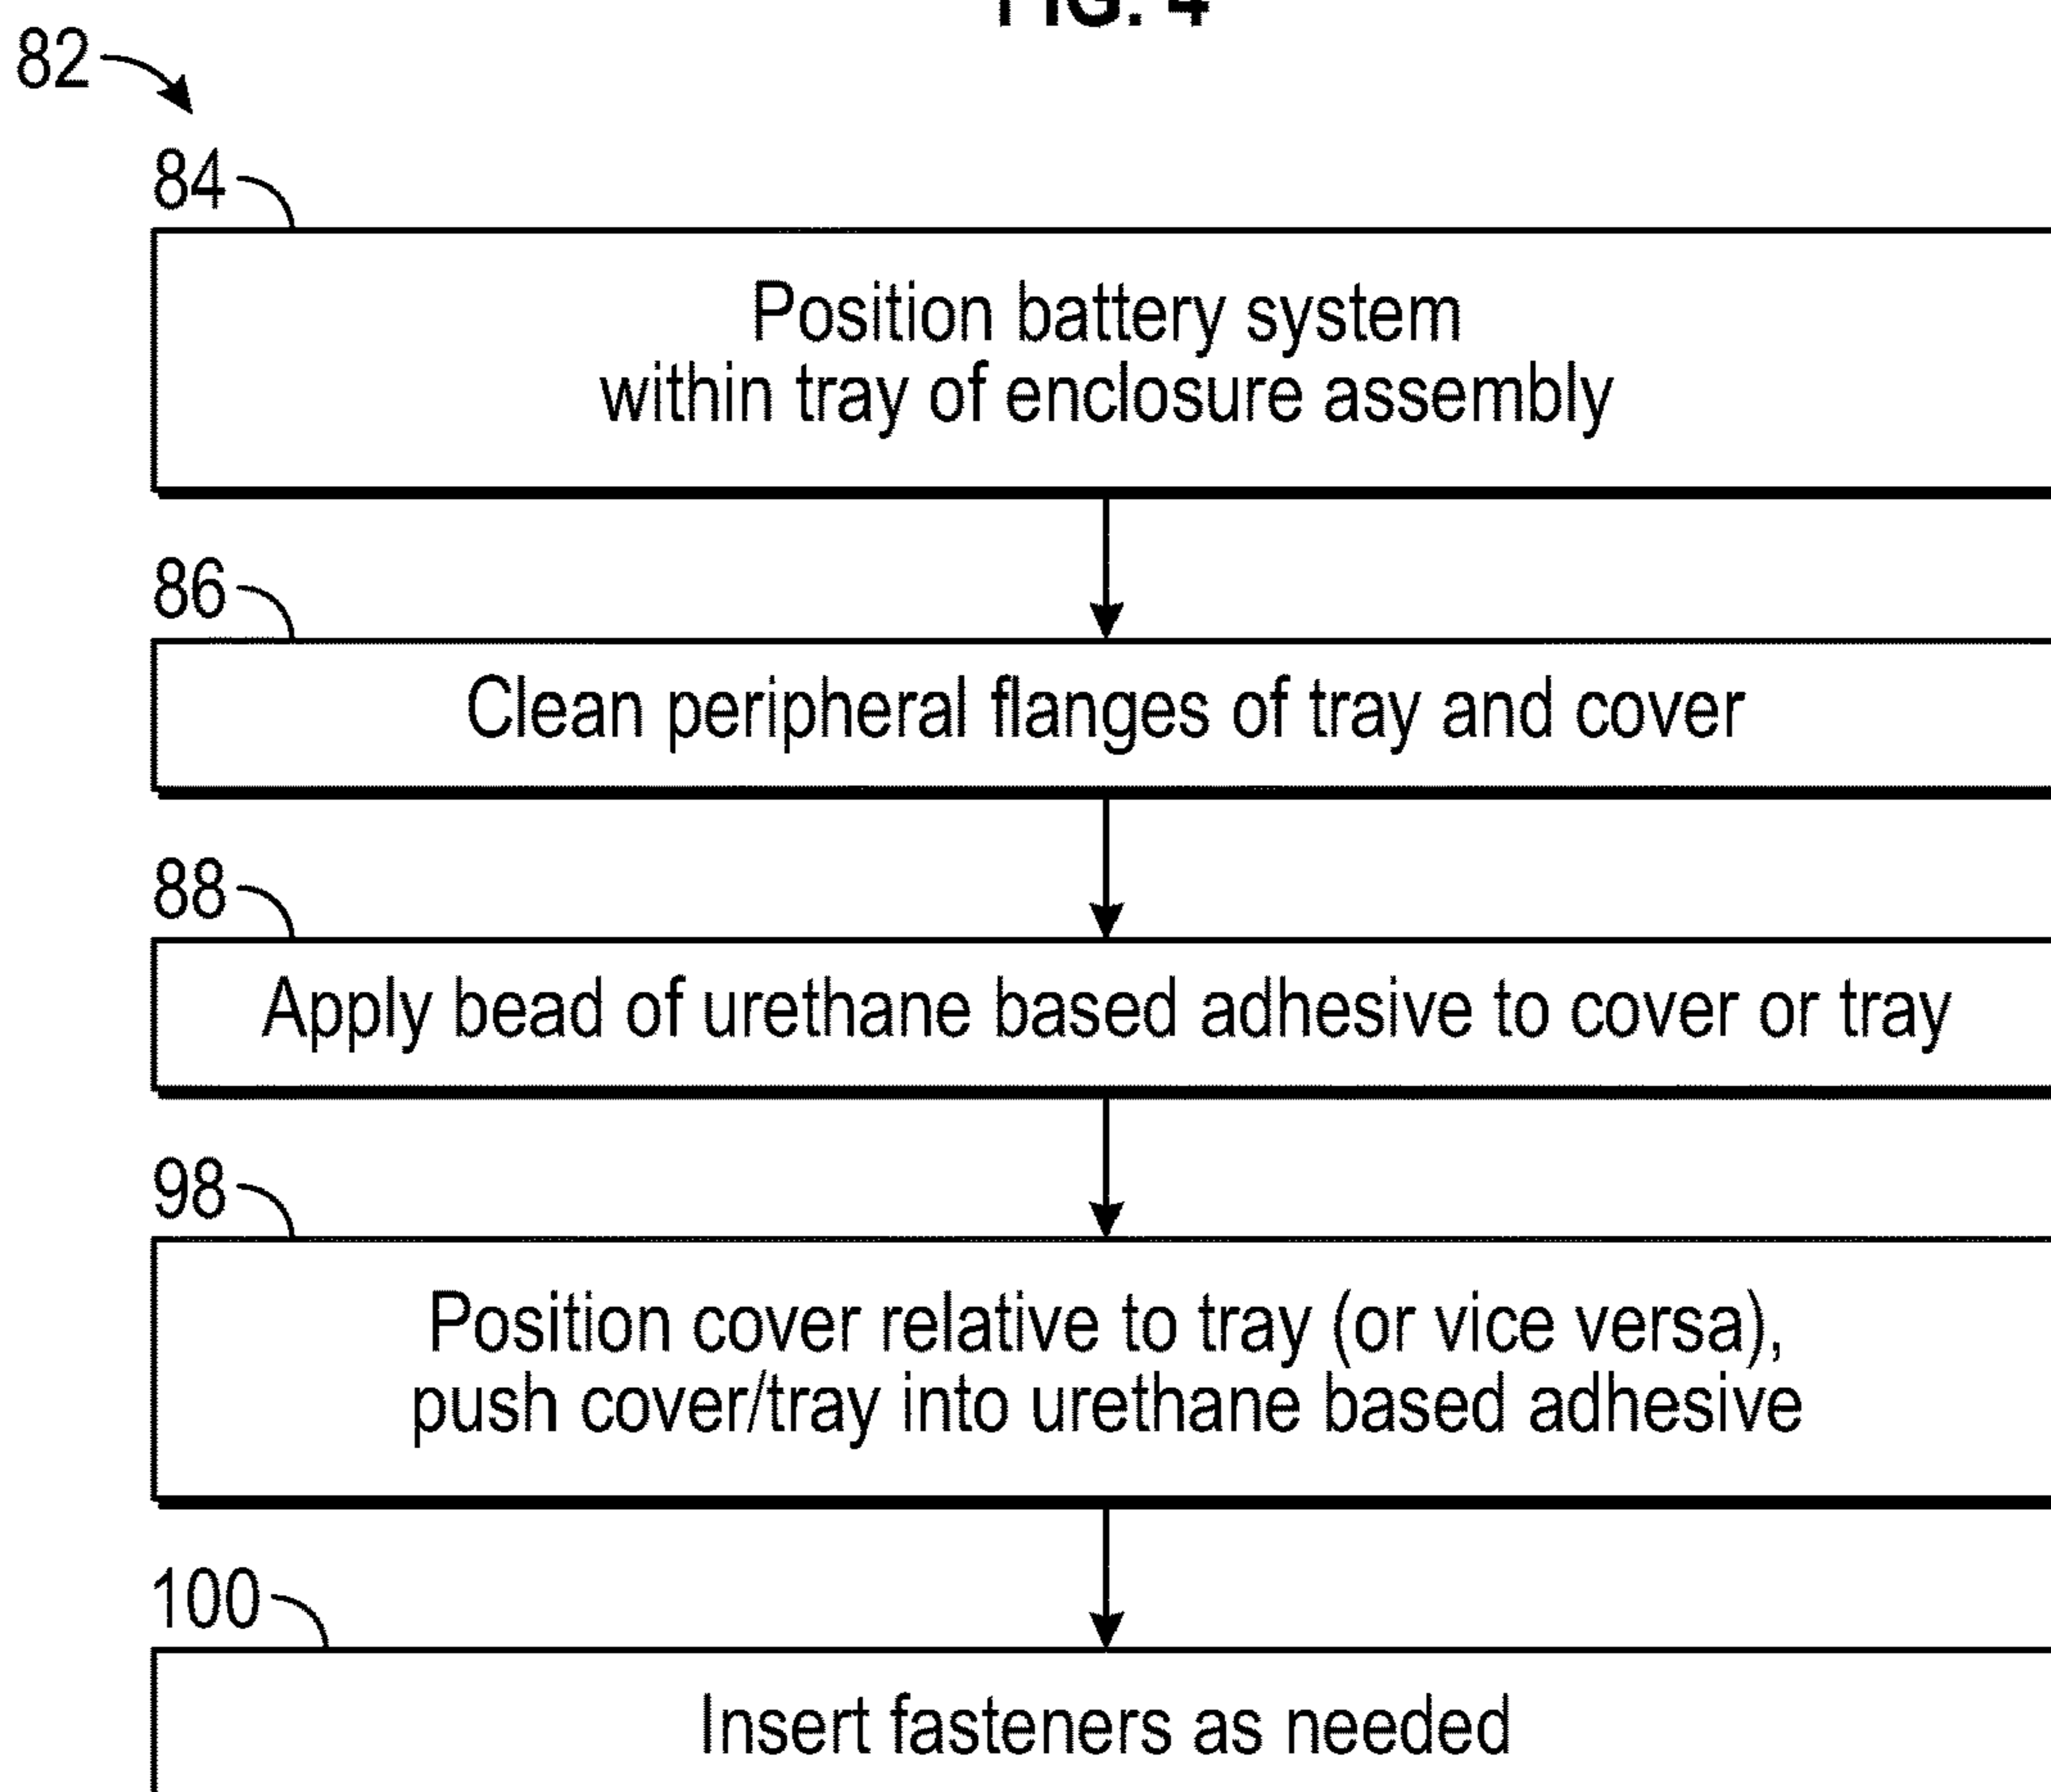 FIG. 4
82
84
Position battery system
within tray of enclosure assembly
86
Clean peripheral flanges of tray and cover
88
Apply bead of urethane based adhesive to cover or tray
98
Position cover relative to tray (or vice versa),
push cover/tray into urethane based adhesive
100
Insert fasteners as needed